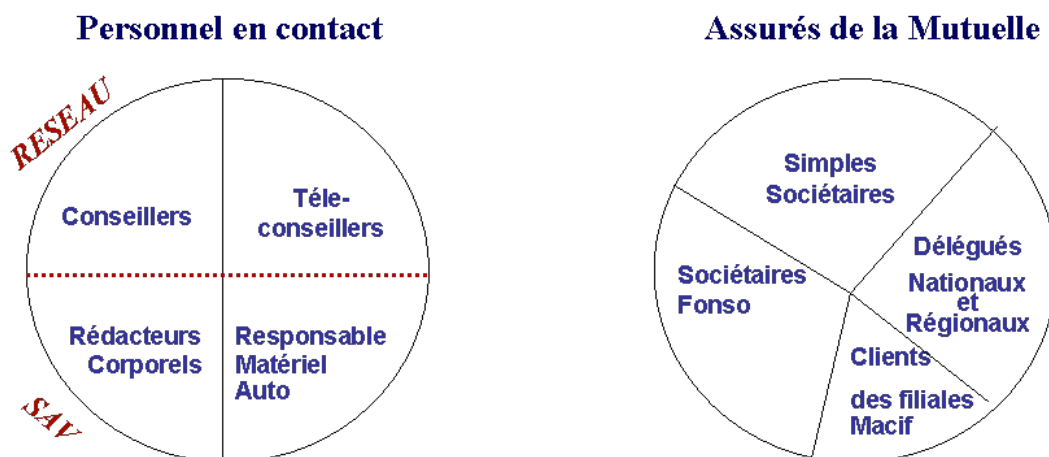 Personnel en contact
Assurés de la Mutuelle
RESEAU
Conseillers
Téle-
conseillers
Rédacteurs
Corporels
Responsable
Matériel
Auto
SAV
Simples
Sociétaires
Sociétaires
Fonso
Délégués
Nationaux
et
Régionaux
Clients
des filiales
Macif